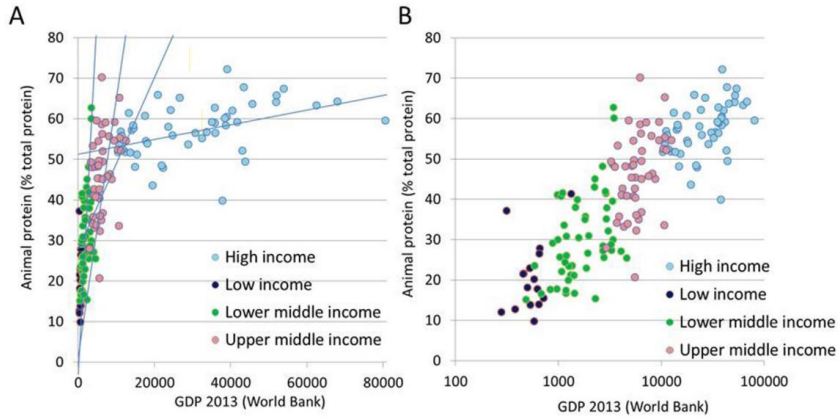 A
Animal protein (% total protein)
80
70
60
50
40
30
20
10
0
0
20000
40000
60000
80000
GDP 2013 (World Bank)
High income
Low income
Lower middle income
Upper middle income
B
Animal protein (% total protein)
80
70
60
50
40
30
20
10
0
100
1000
10000
100000
GDP 2013 (World Bank)
High income
Low income
Lower middle income
Upper middle income